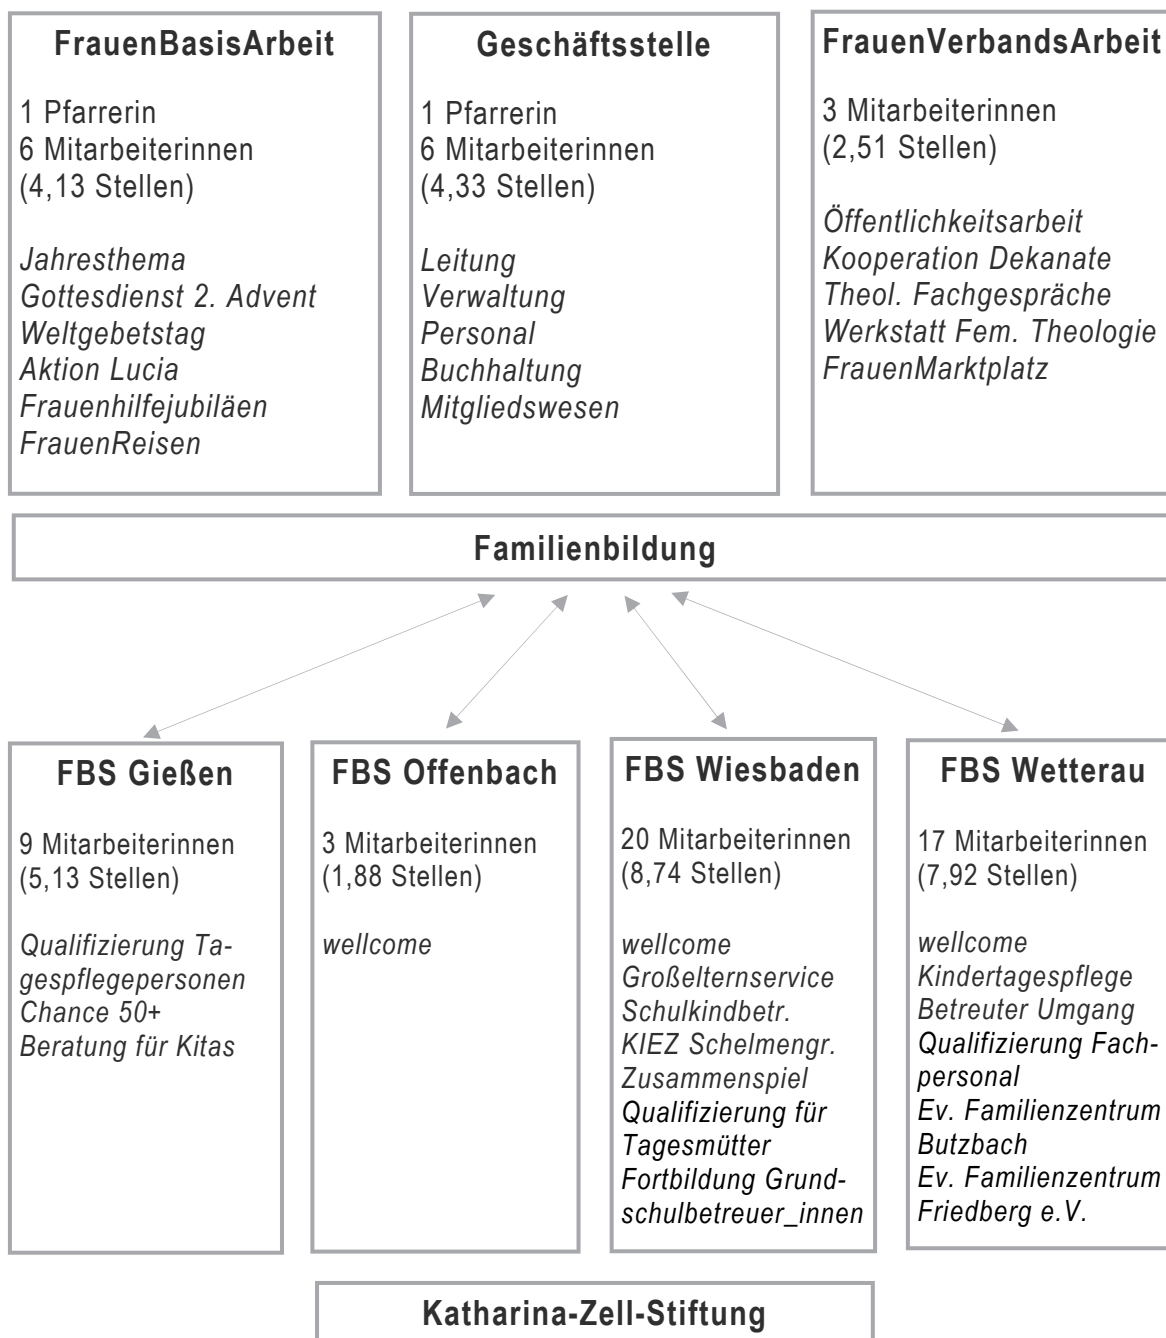 FrauenBasisArbeit
1 Pfarrerin
6 Mitarbeiterinnen
(4,13 Stellen)
Jahresthema
Gottesdienst 2. Advent
Weltgebetstag
Aktion Lucia
Frauenhilfejubiläen
FrauenReisen
Geschäftsstelle
1 Pfarrerin
6 Mitarbeiterinnen
(4,33 Stellen)
Leitung
Verwaltung
Personal
Buchhaltung
Mitgliedswesen
FrauenVerbandsArbeit
3 Mitarbeiterinnen
(2,51 Stellen)
Öffentlichkeitsarbeit
Kooperation Dekanate
Theol. Fachgespräche
Werkstatt Fem. Theologie
FrauenMarktplatz
Familienbildung
FBS Gießen
9 Mitarbeiterinnen
(5,13 Stellen)
Qualifizierung Ta-
gespflegepersonen
Chance 50+
Beratung für Kitas
FBS Offenbach
3 Mitarbeiterinnen
(1,88 Stellen)
wellcome
FBS Wiesbaden
20 Mitarbeiterinnen
(8,74 Stellen)
wellcome
Großelternservice
Schulkindbetr.
KIEZ Schelmengr.
Zusammenspiel
Qualifizierung für
Tagesmütter
Fortbildung Grund-
schulbetreuer_innen
FBS Wetterau
17 Mitarbeiterinnen
(7,92 Stellen)
wellcome
Kindertagespflege
Betreuter Umgang
Qualifizierung Fach-
personal
Ev. Familienzentrum
Butzbach
Ev. Familienzentrum
Friedberg e.V.
Katharina-Zell-Stiftung